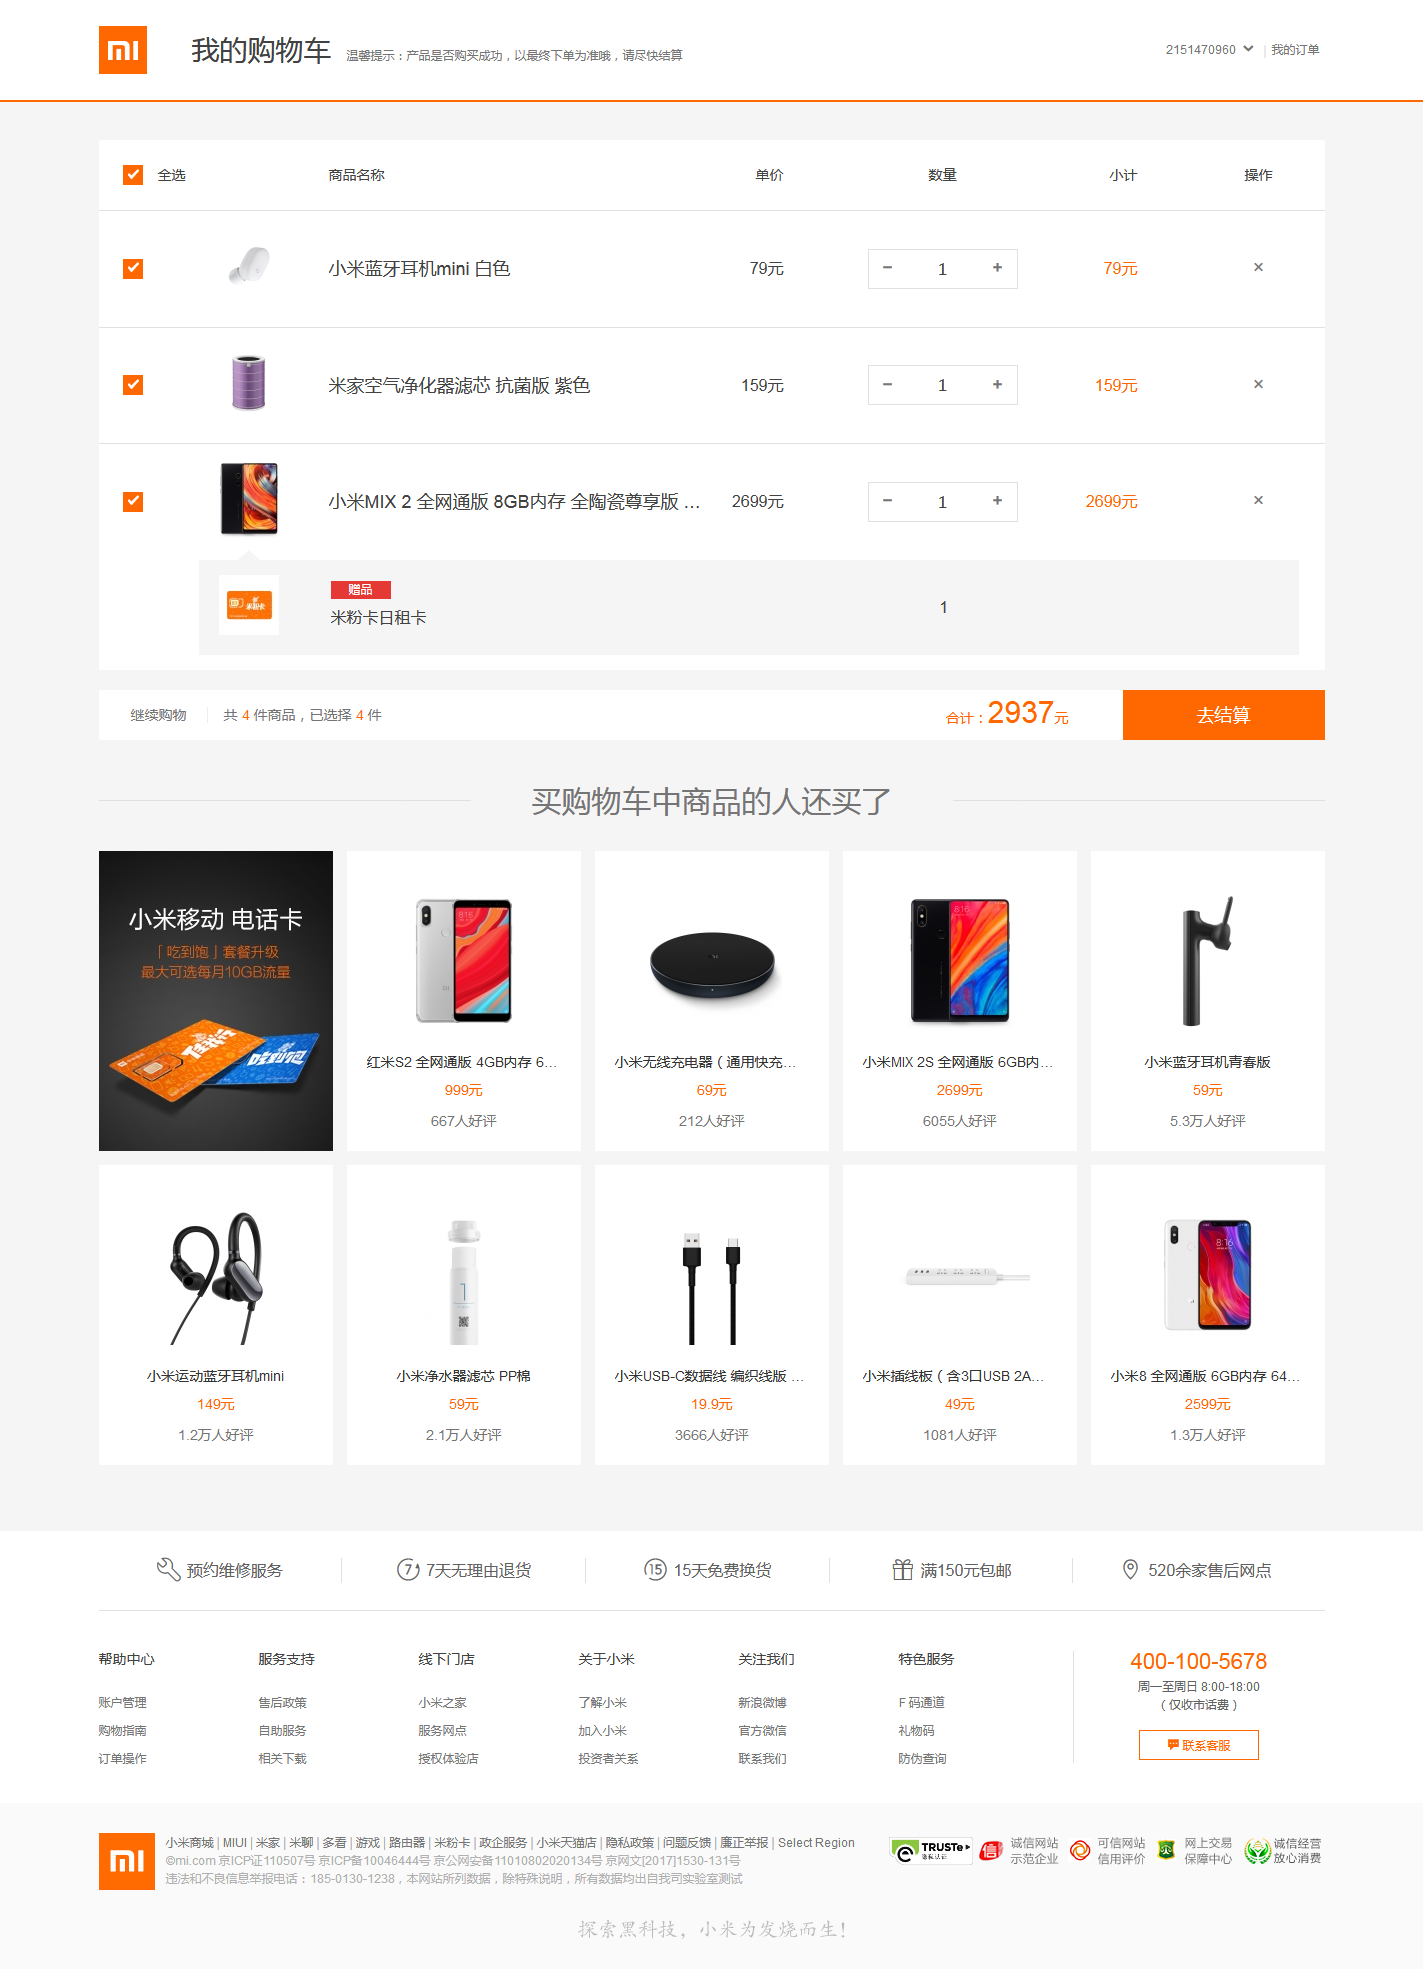 我的购物车 温馨提示：产品是否购买成功，以最终下单为准哦，请尽快结算 2151470960 | 我的订单
全选 商品名称 单价 数量 小计 操作
小米蓝牙耳机mini 白色 79元 − 1 + 79元 ×
米家空气净化器滤芯 抗菌版 紫色 159元 − 1 + 159元 ×
小米MIX 2 全网通版 8GB内存 全陶瓷尊享版 ... 2699元 − 1 + 2699元 ×
赠品
米粉卡日租卡 1
继续购物 共 4 件商品，已选择 4 件 合计：2937元 去结算
买购物车中商品的人还买了
小米移动 电话卡
「吃到饱」套餐升级
最大可选每月10GB流量
红米S2 全网通版 4GB内存 6... 小米无线充电器（通用快充... 小米MIX 2S 全网通版 6GB内... 小米蓝牙耳机青春版
999元 69元 2699元 59元
667人好评 212人好评 6055人好评 5.3万人好评
小米运动蓝牙耳机mini 小米净水器滤芯 PP棉 小米USB-C数据线 编织线版 ... 小米插线板（含3口USB 2A... 小米8 全网通版 6GB内存 64...
149元 59元 19.9元 49元 2599元
1.2万人好评 2.1万人好评 3666人好评 1081人好评 1.3万人好评
预约维修服务 7天无理由退货 15天免费换货 满150元包邮 520余家售后网点
帮助中心 服务支持 线下门店 关于小米 关注我们 特色服务 400-100-5678
周一至周日 8:00-18:00
账户管理 售后政策 小米之家 了解小米 新浪微博 F 码通道 （仅收市话费）
购物指南 自助服务 服务网点 加入小米 官方微信 礼物码
联系客服
订单操作 相关下载 授权体验店 投资者关系 联系我们 防伪查询
小米商城 | MIUI | 米家 | 米聊 | 多看 | 游戏 | 路由器 | 米粉卡 | 政企服务 | 小米天猫店 | 隐私政策 | 问题反馈 | 廉正举报 | Select Region
©mi.com 京ICP证110507号 京ICP备10046444号 京公网安备11010802020134号 京网文[2017]1530-131号
违法和不良信息举报电话：185-0130-1238，本网站所列数据，除特殊说明，所有数据均出自我司实验室测试
TRUSTe 诚信网站 可信网站 网上交易 诚信经营
示范企业 信用评价 保障中心 放心消费
探索黑科技，小米为发烧而生！